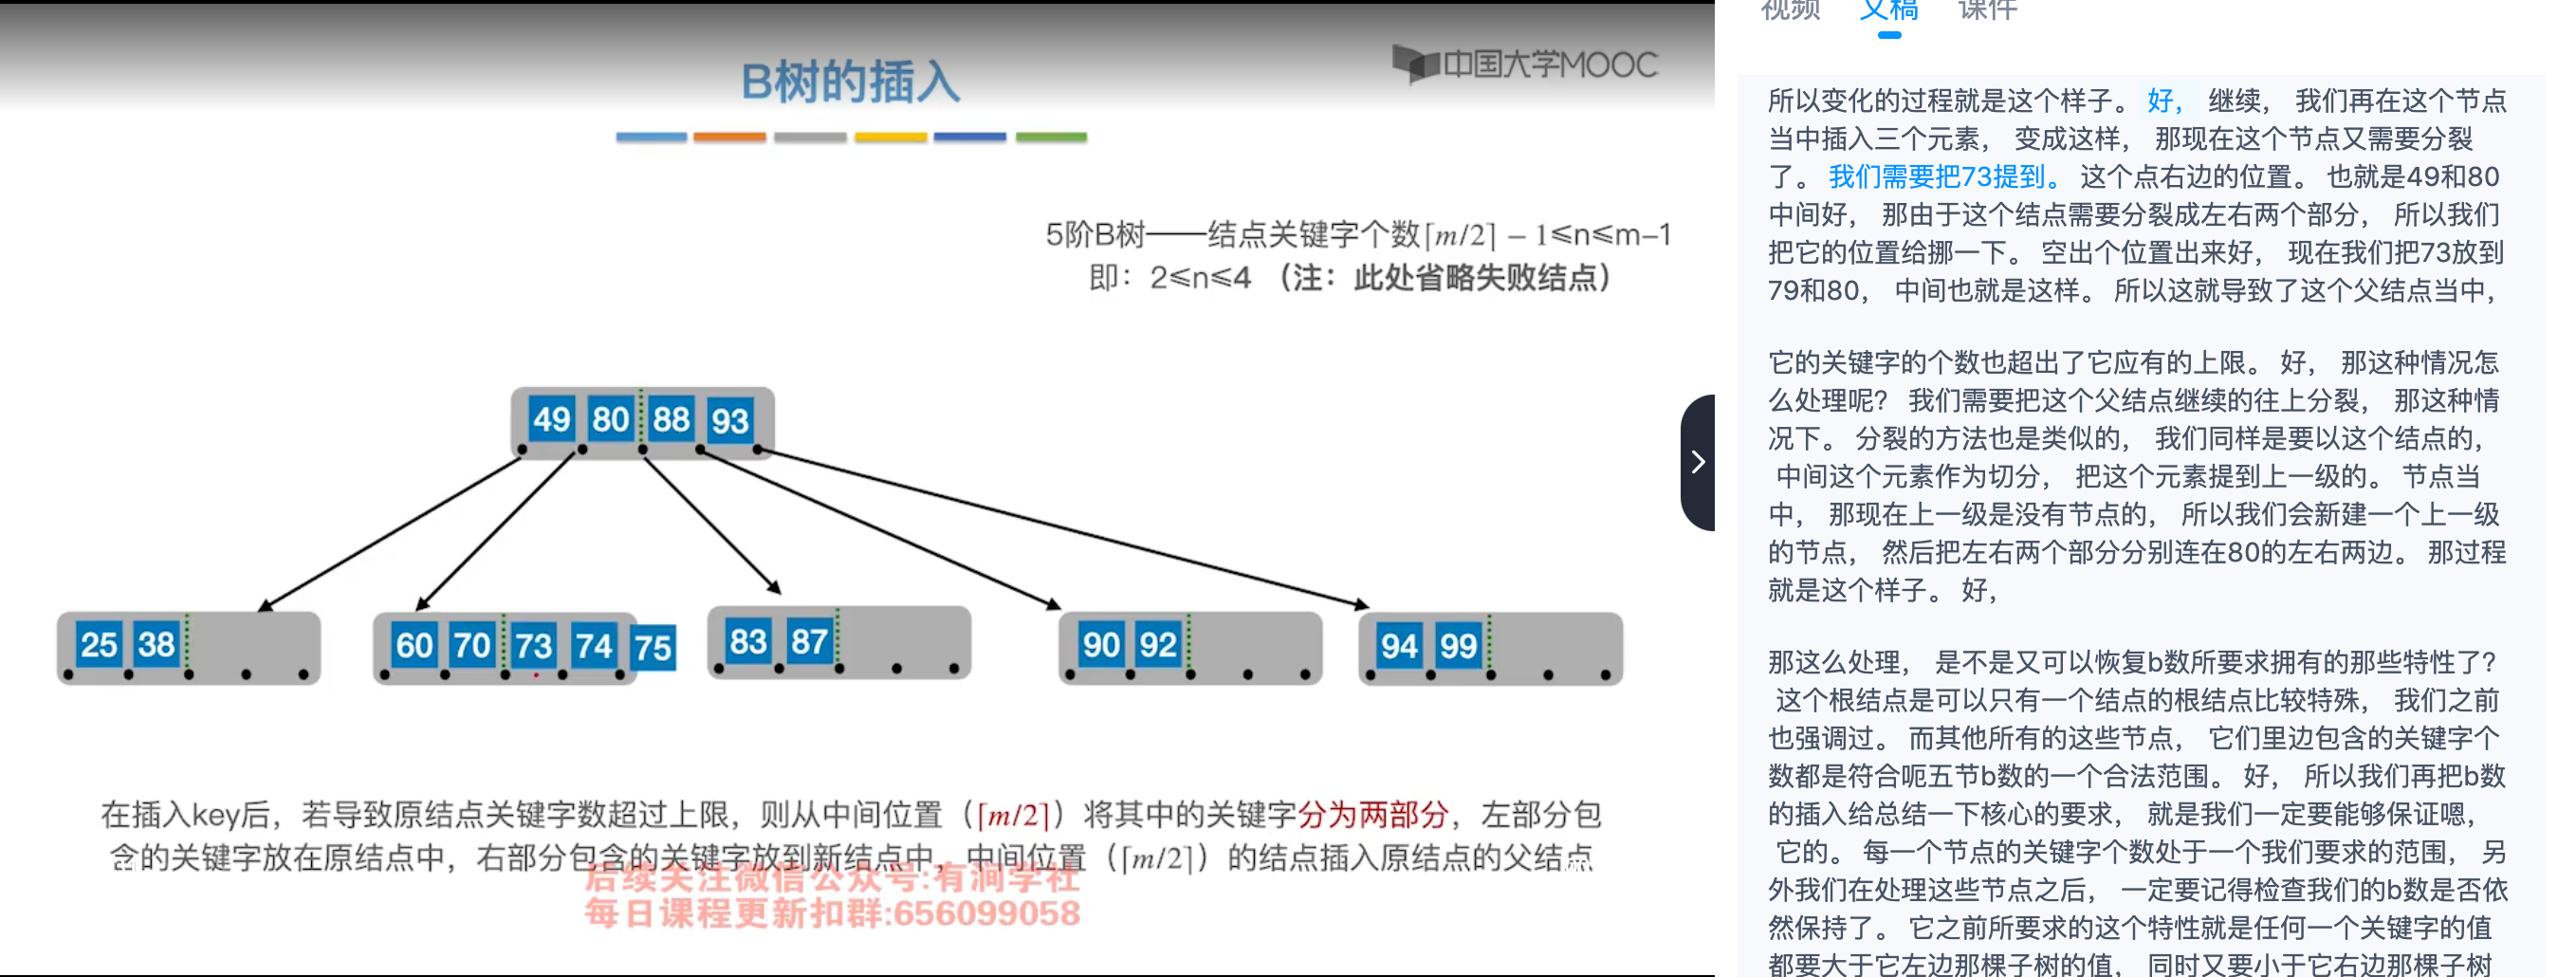 B树的插入
中国大学MOOC
5阶B树——结点关键字个数⌈m/2⌉ − 1≤n≤m−1
即：2≤n≤4 （注：此处省略失败结点）
49 80 88 93
25 38
60 70 73 74 75
83 87
90 92
94 99
在插入key后，若导致原结点关键字数超过上限，则从中间位置（⌈m/2⌉）将其中的关键字分为两部分，左部分包
含的关键字放在原结点中，右部分包含的关键字放到新结点中，中间位置（⌈m/2⌉）的结点插入原结点的父结点
后续关注微信公众号:有涧学社
每日课程更新扣群:656099058
视频 文稿 课件
所以变化的过程就是这个样子。 好， 继续， 我们再在这个节点
当中插入三个元素， 变成这样， 那现在这个节点又需要分裂
了。 我们需要把73提到。 这个点右边的位置。 也就是49和80
中间好， 那由于这个结点需要分裂成左右两个部分， 所以我们
把它的位置给挪一下。 空出个位置出来好， 现在我们把73放到
79和80， 中间也就是这样。 所以这就导致了这个父结点当中，
它的关键字的个数也超出了它应有的上限。 好， 那这种情况怎
么处理呢？ 我们需要把这个父结点继续的往上分裂， 那这种情
况下。 分裂的方法也是类似的， 我们同样是要以这个结点的，
中间这个元素作为切分， 把这个元素提到上一级的。 节点当
中， 那现在上一级是没有节点的， 所以我们会新建一个上一级
的节点， 然后把左右两个部分分别连在80的左右两边。 那过程
就是这个样子。 好，
那这么处理， 是不是又可以恢复b数所要求拥有的那些特性了？
这个根结点是可以只有一个结点的根结点比较特殊， 我们之前
也强调过。 而其他所有的这些节点， 它们里边包含的关键字个
数都是符合呃五节b数的一个合法范围。 好， 所以我们再把b数
的插入给总结一下核心的要求， 就是我们一定要能够保证嗯，
它的。 每一个节点的关键字个数处于一个我们要求的范围， 另
外我们在处理这些节点之后， 一定要记得检查我们的b数是否依
然保持了。 它之前所要求的这个特性就是任何一个关键字的值
都要大于它左边那棵子树的值， 同时又要小于它右边那棵子树